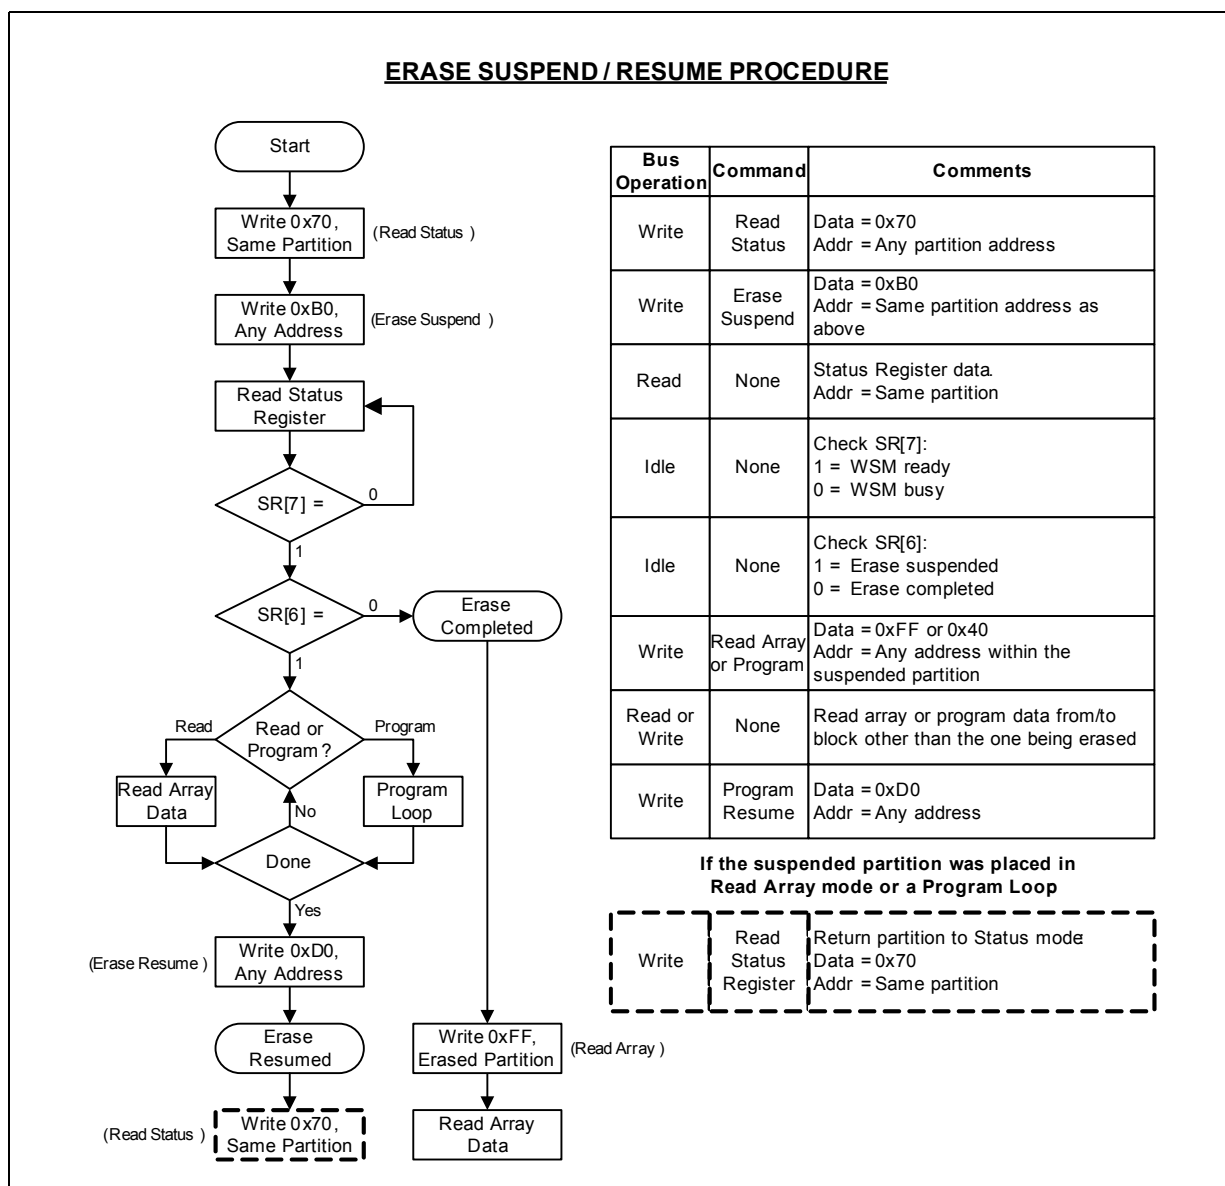 ERASE SUSPEND / RESUME PROCEDURE
Start
Write 0x70,
Same Partition
(Read Status )
Write 0xB0,
Any Address
(Erase Suspend )
Read Status
Register
SR[7] =
0
1
SR[6] =
0
Erase
Completed
1
Read or
Program?
Read
Program
Read Array
Data
Program
Loop
No
Done
Yes
(Erase Resume )
Write 0xD0,
Any Address
Erase
Resumed
(Read Status )
Write 0x70,
Same Partition
Write 0xFF,
Erased Partition
(Read Array )
Read Array
Data
Bus
Operation
Command
Comments
Write
Read
Status
Data = 0x70
Addr = Any partition address
Write
Erase
Suspend
Data = 0xB0
Addr = Same partition address as
above
Read
None
Status Register data.
Addr = Same partition
Idle
None
Check SR[7]:
1 = WSM ready
0 = WSM busy
Idle
None
Check SR[6]:
1 = Erase suspended
0 = Erase completed
Write
Read Array
or Program
Data = 0xFF or 0x40
Addr = Any address within the
suspended partition
Read or
Write
None
Read array or program data from/to
block other than the one being erased
Write
Program
Resume
Data = 0xD0
Addr = Any address
If the suspended partition was placed in
Read Array mode or a Program Loop
Write
Read
Status
Register
Return partition to Status mode:
Data = 0x70
Addr = Same partition